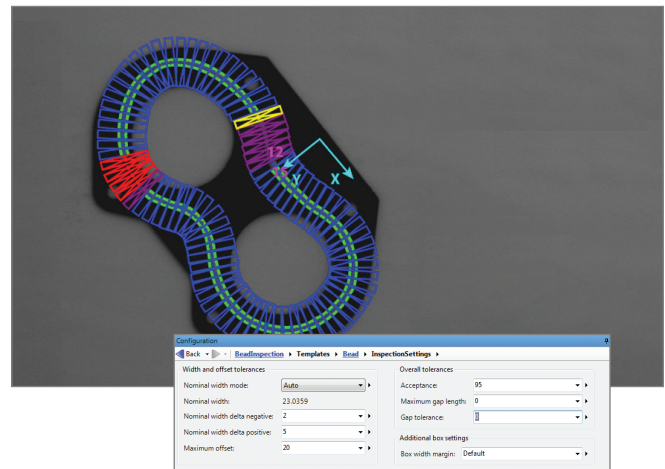 T2
Y
X
Configuration
Back BeadInspection Templates Bead InspectionSettings
Width and offset tolerances
Nominal width mode: Auto
Nominal width: 23.0359
Nominal width delta negative: 2
Nominal width delta positive: 5
Maximum offset: 20
Overall tolerances
Acceptance: 95
Maximum gap length: 0
Gap tolerance:
Additional box settings
Box width margin: Default